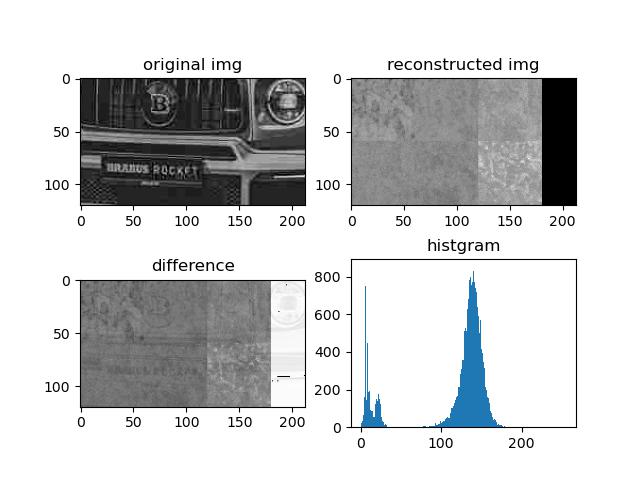 original img
0
50
100
0 50 100 150 200
B
BRABUS ROCKET
reconstructed img
0
50
100
0 50 100 150 200
difference
0
50
100
0 50 100 150 200
histgram
800
600
400
200
0
0 100 200